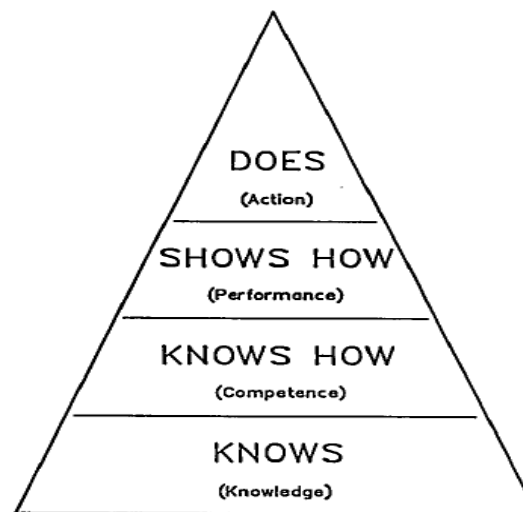 DOES
(Action)
SHOWS HOW
(Performance)
KNOWS HOW
(Competence)
KNOWS
(Knowledge)